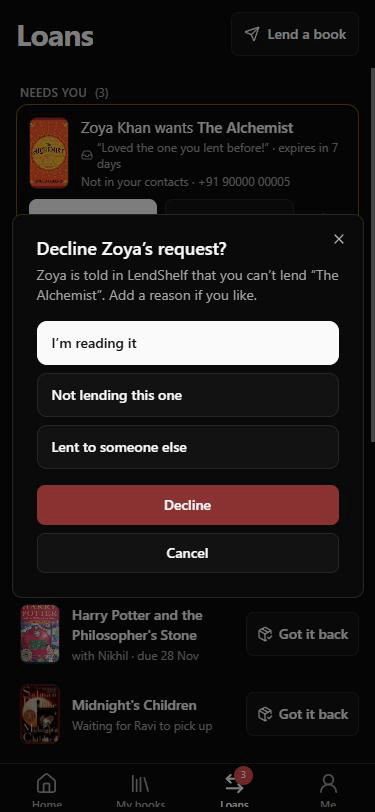 Loans
Lend a book
NEEDS YOU (3)
Zoya Khan wants The Alchemist
"Loved the one you lent before!" · expires in 7
days
Not in your contacts · +91 90000 00005
Decline Zoya's request?
Zoya is told in LendShelf that you can't lend "The
Alchemist". Add a reason if you like.
I'm reading it
Not lending this one
Lent to someone else
Decline
Cancel
Harry Potter and the
Philosopher's Stone
with Nikhil · due 28 Nov
Got it back
Midnight's Children
Waiting for Ravi to pick up
Got it back
3
Home
My books
Loans
Me